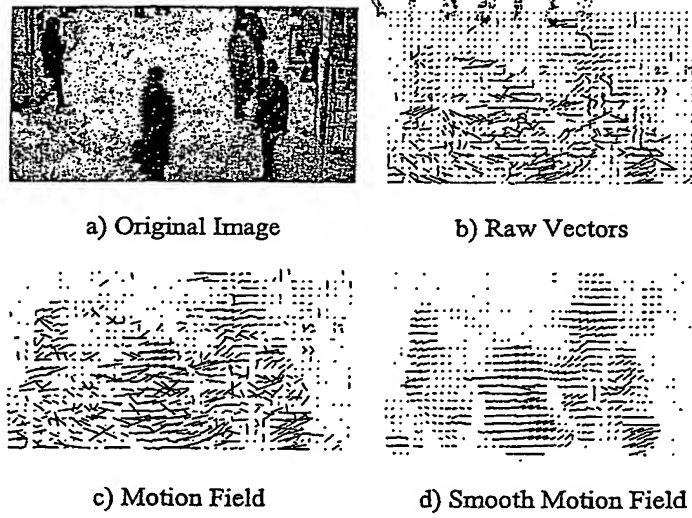 a) Original Image
b) Raw Vectors
c) Motion Field
d) Smooth Motion Field